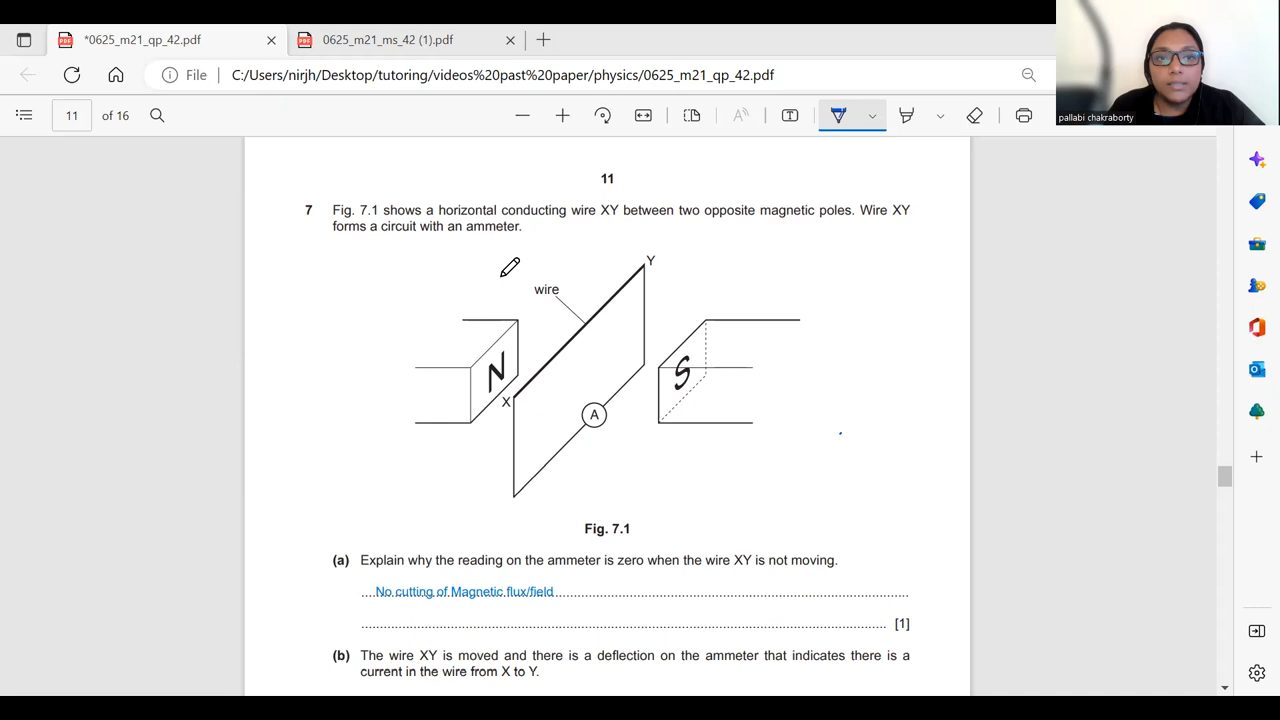 *0625_m21_qp_42.pdf
0625_m21_ms_42 (1).pdf
File
C:/Users/nirjh/Desktop/tutoring/videos%20past%20paper/physics/0625_m21_qp_42.pdf
11 of 16
pallabi chakraborty
11
7 Fig. 7.1 shows a horizontal conducting wire XY between two opposite magnetic poles. Wire XY
forms a circuit with an ammeter.
Y
wire
N
S
X
A
Fig. 7.1
(a) Explain why the reading on the ammeter is zero when the wire XY is not moving.
No cutting of Magnetic flux/field
[1]
(b) The wire XY is moved and there is a deflection on the ammeter that indicates there is a
current in the wire from X to Y.